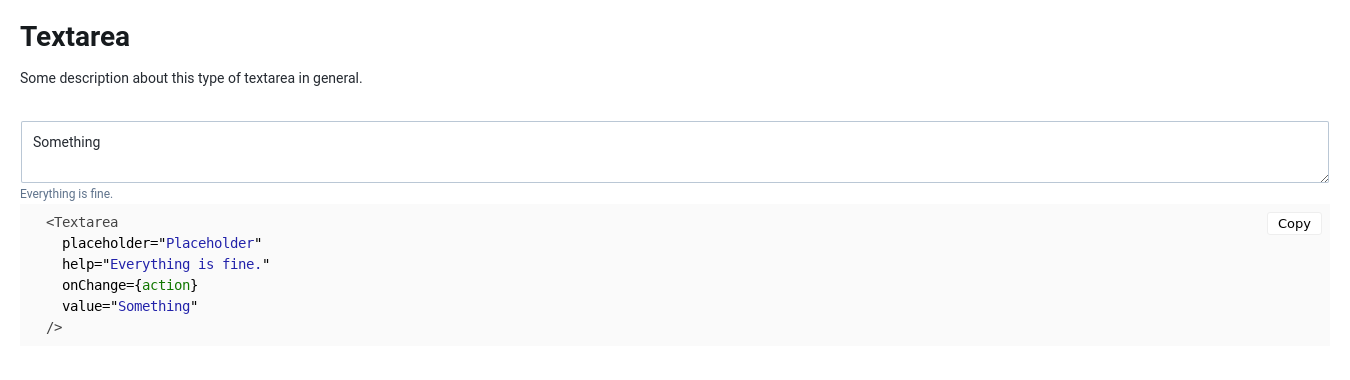 Textarea
Some description about this type of textarea in general.
Something
Everything is fine.
<Textarea
Copy
placeholder="Placeholder"
help="Everything is fine."
onChange={action}
value="Something"
/>